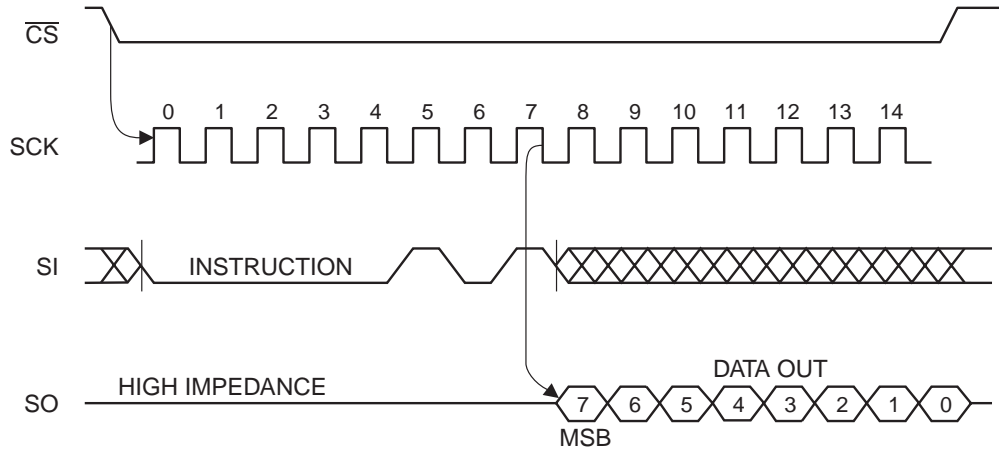 CS
0 1 2 3 4 5 6 7 8 9 10 11 12 13 14
SCK
SI
INSTRUCTION
HIGH IMPEDANCE
DATA OUT
SO
7 6 5 4 3 2 1 0
MSB